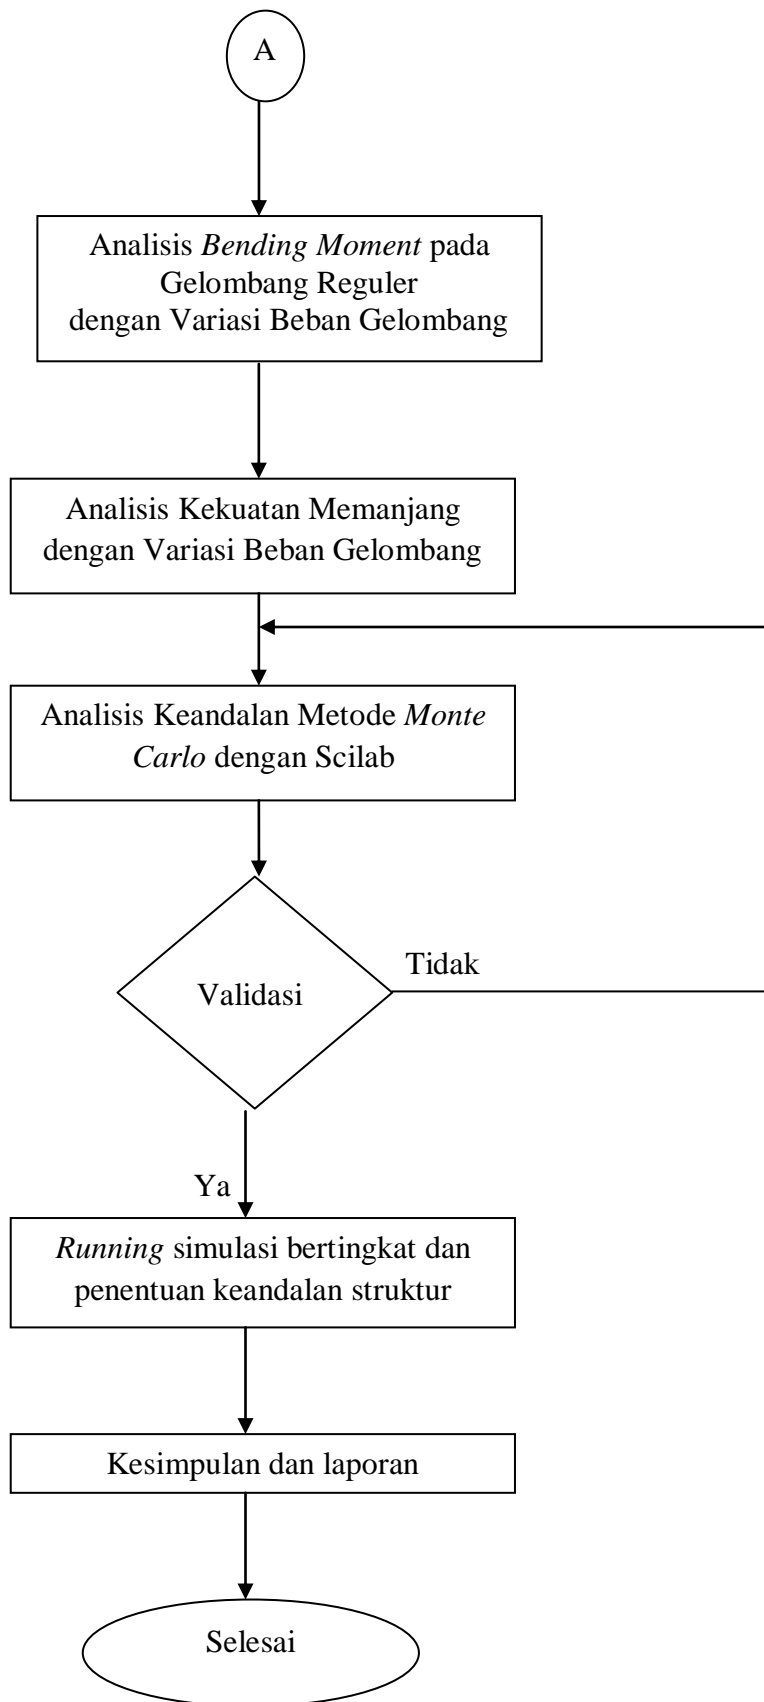 A
Analisis Bending Moment pada
Gelombang Reguler
dengan Variasi Beban Gelombang
Analisis Kekuatan Memanjang
dengan Variasi Beban Gelombang
Analisis Keandalan Metode Monte
Carlo dengan Scilab
Validasi
Tidak
Ya
Running simulasi bertingkat dan
penentuan keandalan struktur
Kesimpulan dan laporan
Selesai